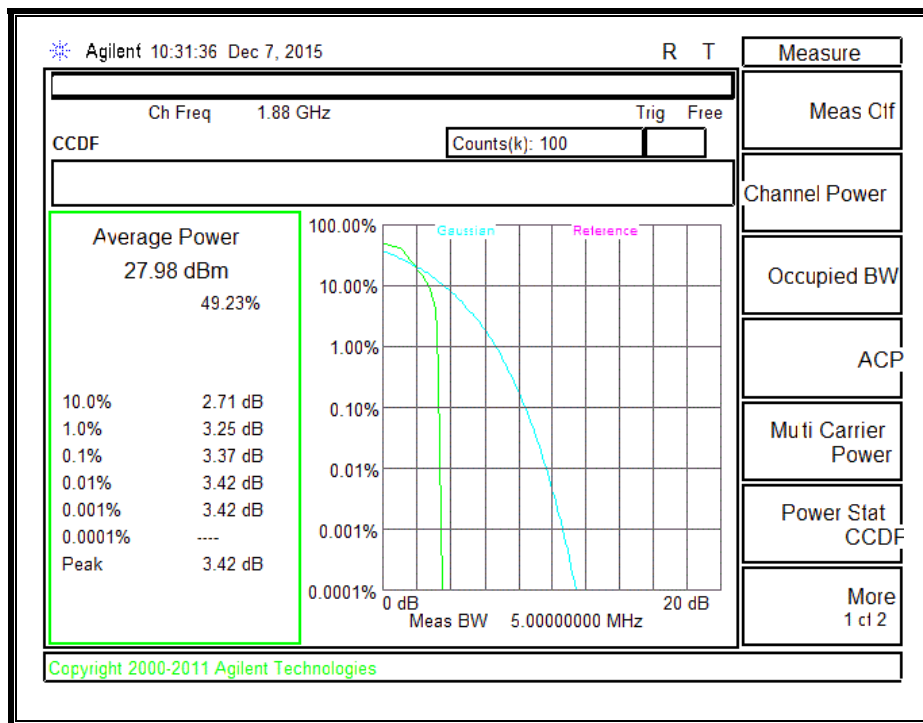 Agilent 10:31:36 Dec 7, 2015 R T
Ch Freq 1.88 GHz Trig Free
CCDF Counts(k): 100
Average Power
27.98 dBm
49.23%
10.0% 2.71 dB
1.0% 3.25 dB
0.1% 3.37 dB
0.01% 3.42 dB
0.001% 3.42 dB
0.0001% ----
Peak 3.42 dB
Gaussian Reference
100.00%
10.00%
1.00%
0.10%
0.01%
0.001%
0.0001%
0 dB 20 dB
Meas BW 5.00000000 MHz
Measure
Meas Off
Channel Power
Occupied BW
ACP
Multi Carrier
Power
Power Stat
CCDF
More
1 of 2
Copyright 2000-2011 Agilent Technologies